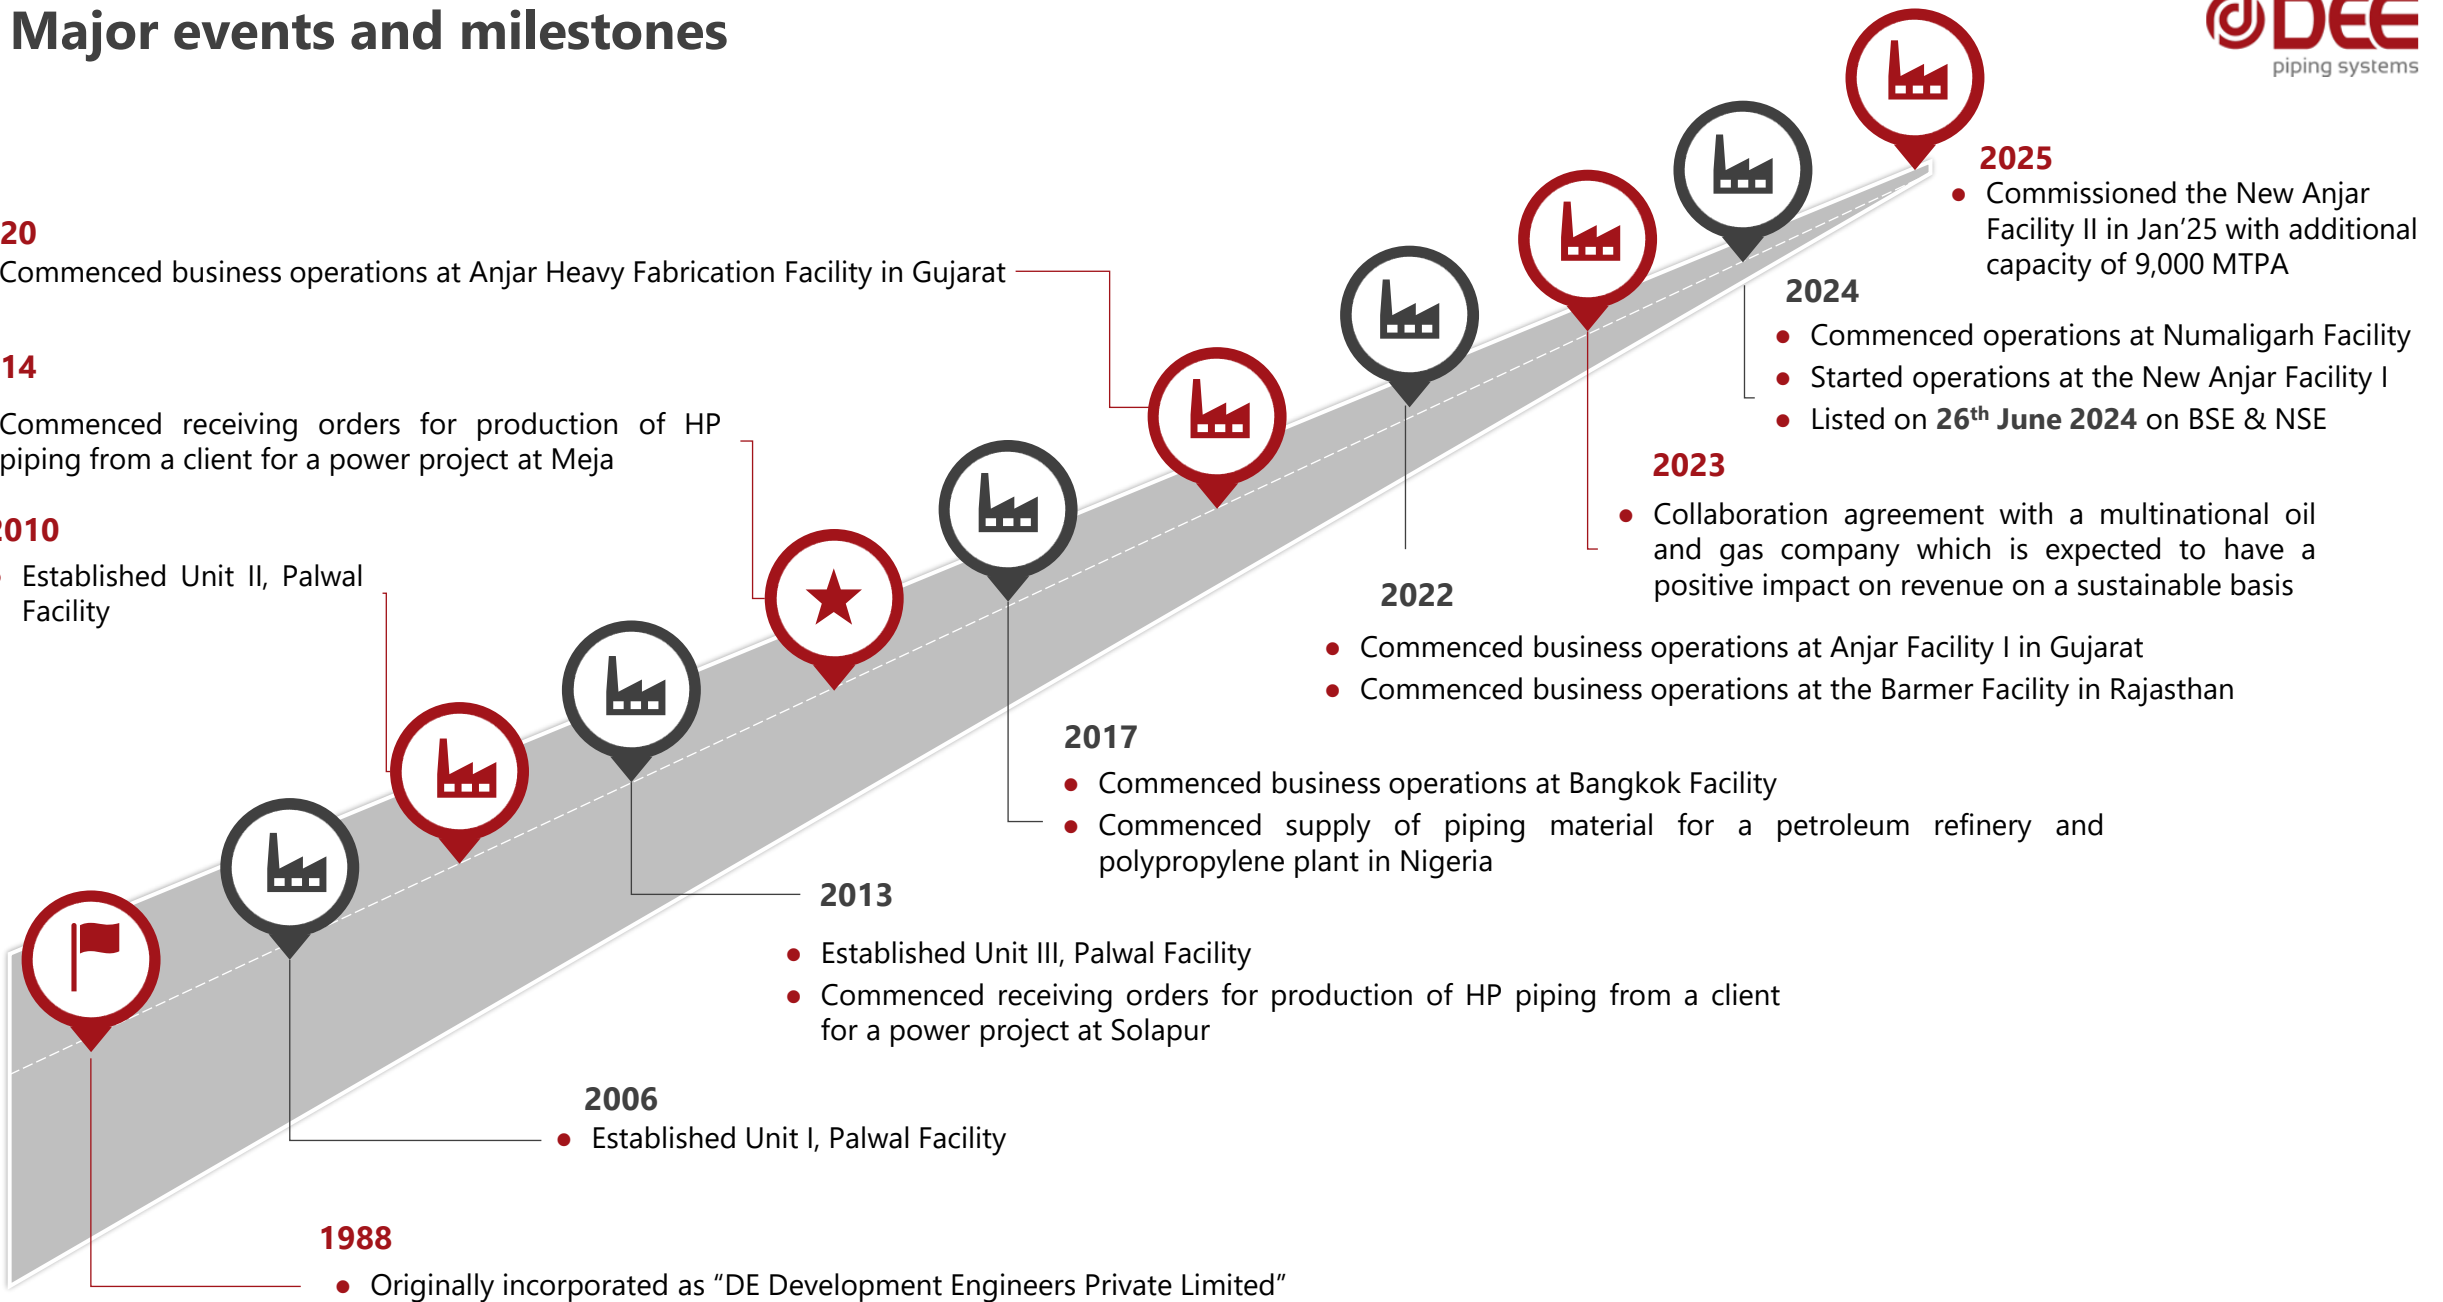 Major events and milestones
DEE
piping systems
20
Commenced business operations at Anjar Heavy Fabrication Facility in Gujarat
14
Commenced receiving orders for production of HP
piping from a client for a power project at Meja
2010
Established Unit II, Palwal
Facility
2025
Commissioned the New Anjar
Facility II in Jan’25 with additional
capacity of 9,000 MTPA
2024
Commenced operations at Numaligarh Facility
Started operations at the New Anjar Facility I
Listed on 26th June 2024 on BSE & NSE
2023
Collaboration agreement with a multinational oil
and gas company which is expected to have a
positive impact on revenue on a sustainable basis
2022
Commenced business operations at Anjar Facility I in Gujarat
Commenced business operations at the Barmer Facility in Rajasthan
2017
Commenced business operations at Bangkok Facility
Commenced supply of piping material for a petroleum refinery and
polypropylene plant in Nigeria
2013
Established Unit III, Palwal Facility
Commenced receiving orders for production of HP piping from a client
for a power project at Solapur
2006
Established Unit I, Palwal Facility
1988
Originally incorporated as “DE Development Engineers Private Limited”